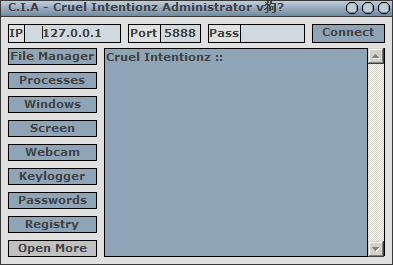 C.I.A - Cruel Intentionz Administrator v狗?
IP 127.0.0.1 Port 5888 Pass Connect
File Manager
Cruel Intentionz ::
Processes
Windows
Screen
Webcam
Keylogger
Passwords
Registry
Open More